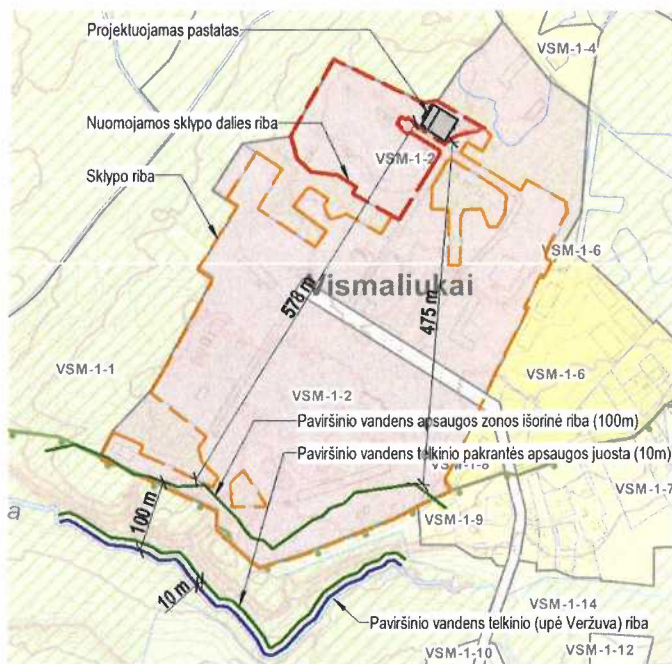 Projektuojamas pastatas
VSM-1-4
Nuomojamos sklypo dalies riba
VSM-1-2
Sklypo riba
VSM-1-6
Vismaliukai
578 m
475 m
VSM-1-1
VSM-1-6
VSM-1-2
Paviršinio vandens apsaugos zonos išorinė riba (100m)
Paviršinio vandens telkinio pakrantės apsaugos juosta (10m)
VSM-1-8
VSM-1-7
100 m
a
VSM-1-9
10 m
VSM-1-14
Paviršinio vandens telkinio (upė Veržuva) riba
VSM-1-10
VSM-1-12